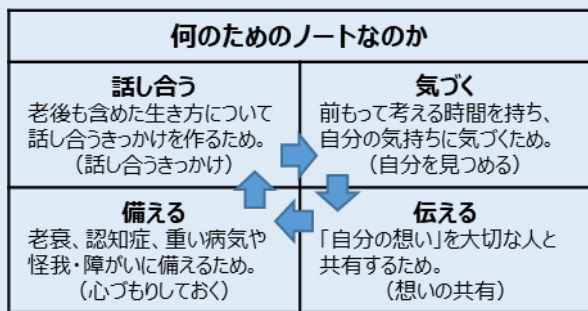 何のためのノートなのか
話し合う
老後も含めた生き方について
話し合うきっかけを作るため。
（話し合うきっかけ）
気づく
前もって考える時間を持ち、
自分の気持ちに気づくため。
（自分を見つめる）
備える
老衰、認知症、重い病気や
怪我・障がいに備えるため。
（心づもりしておく）
伝える
「自分の想い」を大切な人と
共有するため。
（想いの共有）